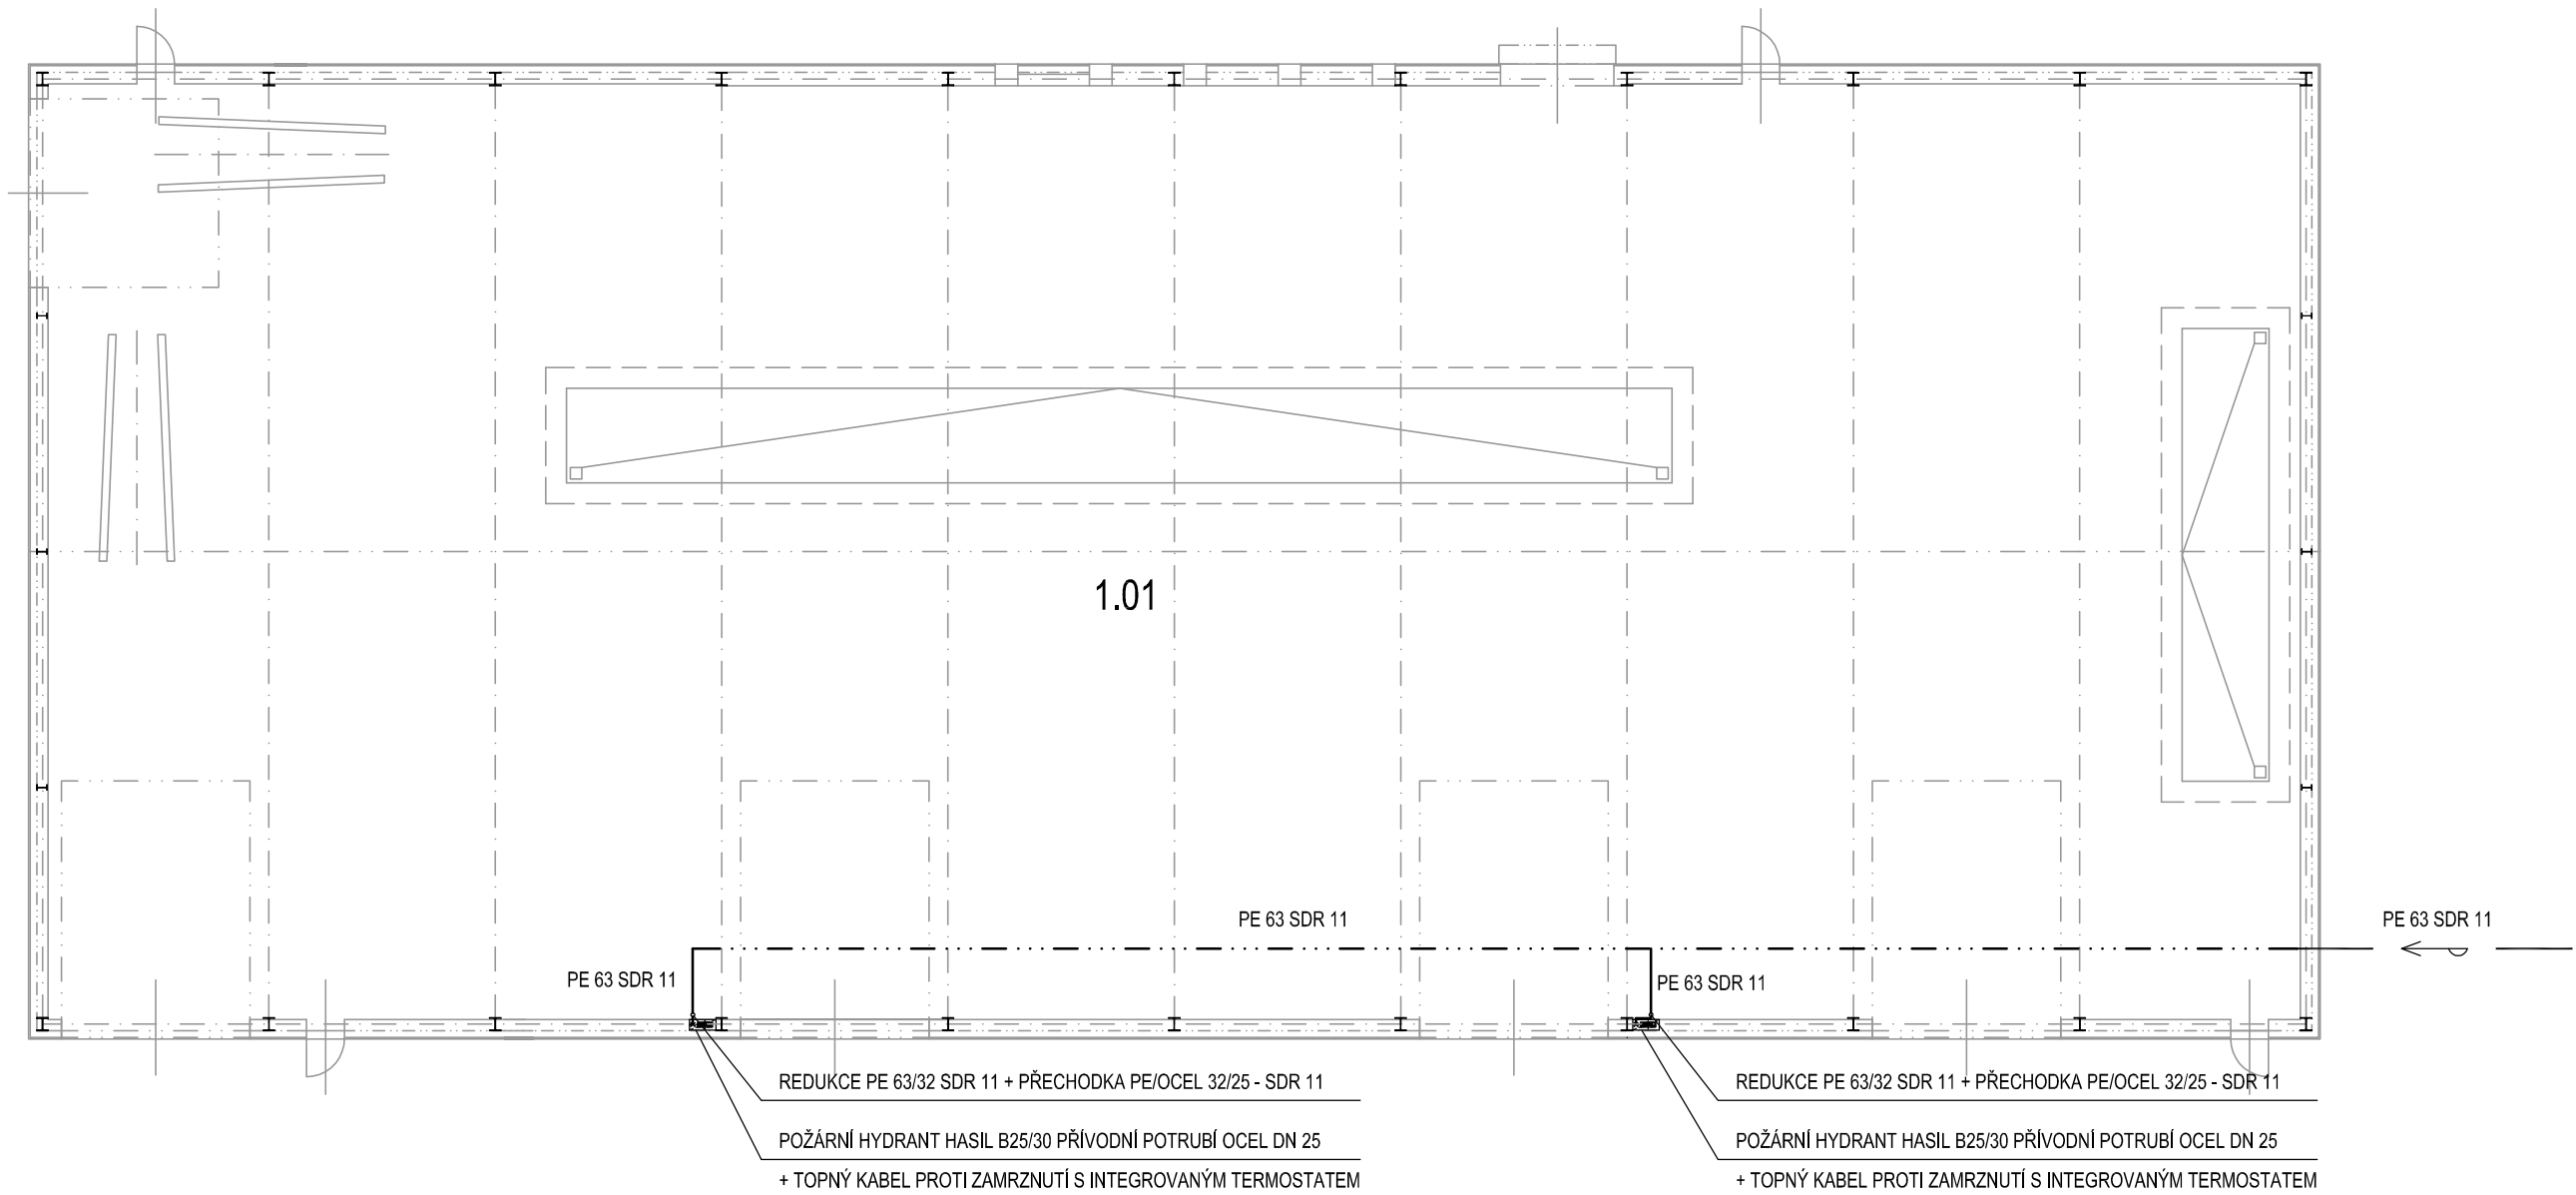 1.01
PE 63 SDR 11
PE 63 SDR 11
PE 63 SDR 11
PE 63 SDR 11
REDUKCE PE 63/32 SDR 11 + PŘECHODKA PE/OCEL 32/25 - SDR 11
POŽÁRNÍ HYDRANT HASIL B25/30 PŘÍVODNÍ POTRUBÍ OCEL DN 25
+ TOPNÝ KABEL PROTI ZAMRZNUTÍ S INTEGROVANÝM TERMOSTATEM
REDUKCE PE 63/32 SDR 11 + PŘECHODKA PE/OCEL 32/25 - SDR 11
POŽÁRNÍ HYDRANT HASIL B25/30 PŘÍVODNÍ POTRUBÍ OCEL DN 25
+ TOPNÝ KABEL PROTI ZAMRZNUTÍ S INTEGROVANÝM TERMOSTATEM